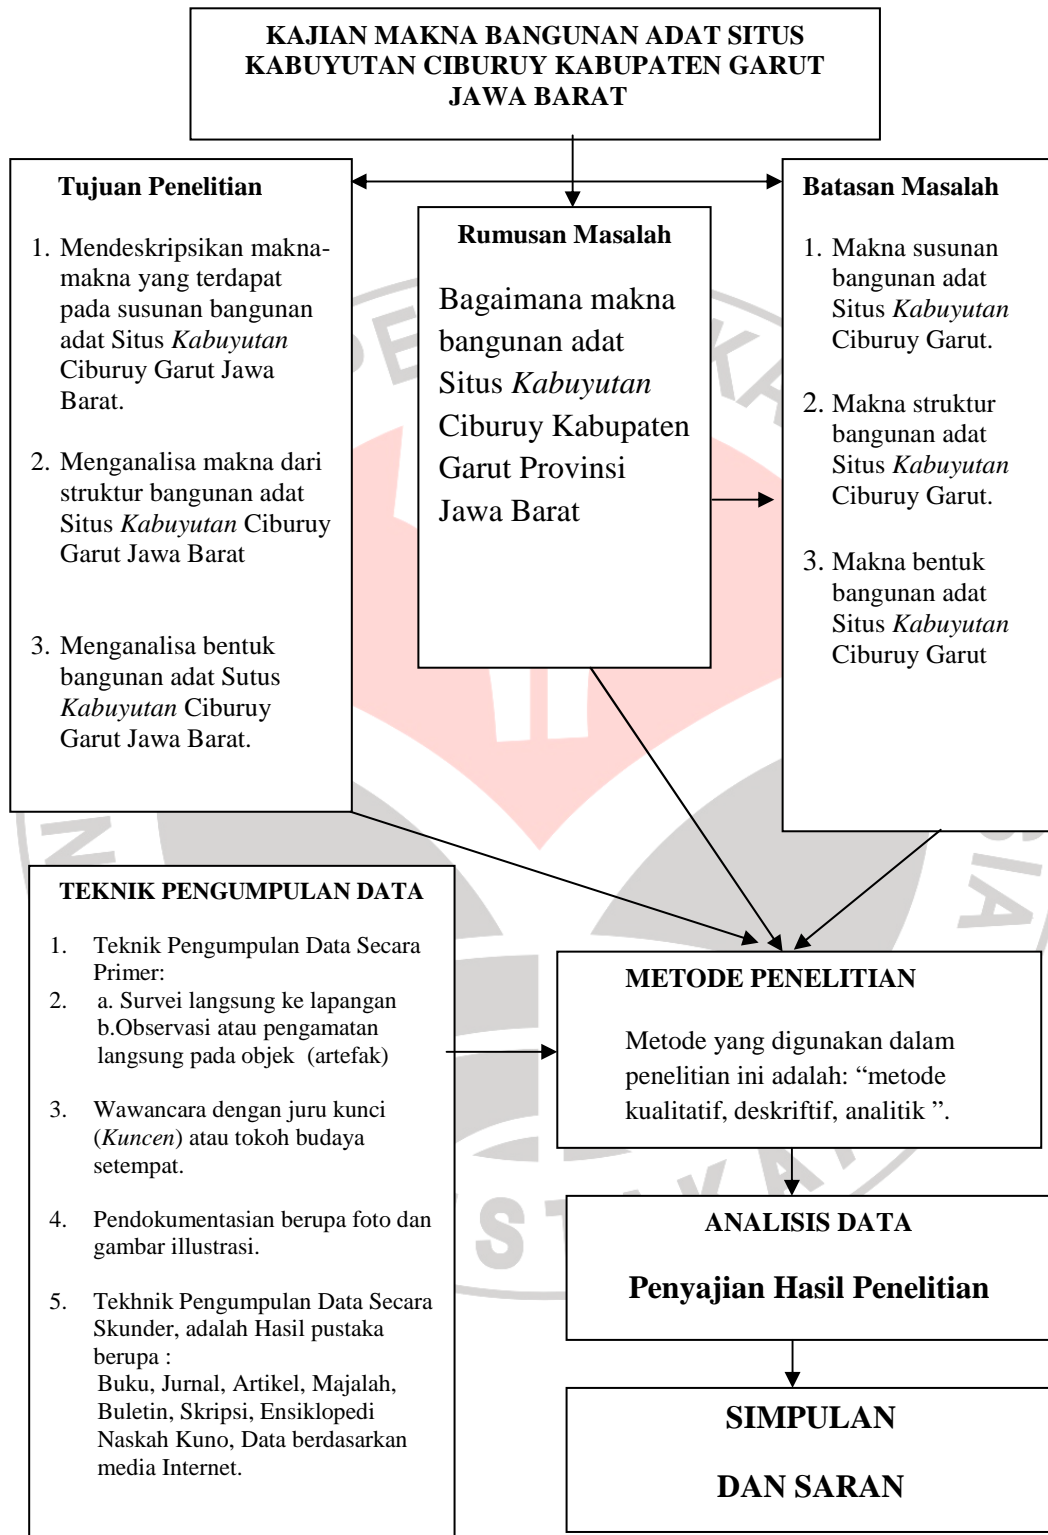 KAJIAN MAKNA BANGUNAN ADAT SITUS
KABUYUTAN CIBURUY KABUPATEN GARUT
JAWA BARAT
Tujuan Penelitian
1. Mendeskripsikan makna-
makna yang terdapat
pada susunan bangunan
adat Situs Kabuyutan
Ciburuy Garut Jawa
Barat.
2. Menganalisa makna dari
struktur bangunan adat
Situs Kabuyutan Ciburuy
Garut Jawa Barat
3. Menganalisa bentuk
bangunan adat Sutus
Kabuyutan Ciburuy
Garut Jawa Barat.
Rumusan Masalah
Bagaimana makna
bangunan adat
Situs Kabuyutan
Ciburuy Kabupaten
Garut Provinsi
Jawa Barat
Batasan Masalah
1. Makna susunan
bangunan adat
Situs Kabuyutan
Ciburuy Garut.
2. Makna struktur
bangunan adat
Situs Kabuyutan
Ciburuy Garut.
3. Makna bentuk
bangunan adat
Situs Kabuyutan
Ciburuy Garut
TEKNIK PENGUMPULAN DATA
1. Teknik Pengumpulan Data Secara
Primer:
2. a. Survei langsung ke lapangan
b.Observasi atau pengamatan
langsung pada objek (artefak)
3. Wawancara dengan juru kunci
(Kuncen) atau tokoh budaya
setempat.
4. Pendokumentasian berupa foto dan
gambar illustrasi.
5. Tekhnik Pengumpulan Data Secara
Skunder, adalah Hasil pustaka
berupa :
Buku, Jurnal, Artikel, Majalah,
Buletin, Skripsi, Ensiklopedi
Naskah Kuno, Data berdasarkan
media Internet.
METODE PENELITIAN
Metode yang digunakan dalam
penelitian ini adalah: “metode
kualitatif, deskriftif, analitik ”.
ANALISIS DATA
Penyajian Hasil Penelitian
SIMPULAN
DAN SARAN